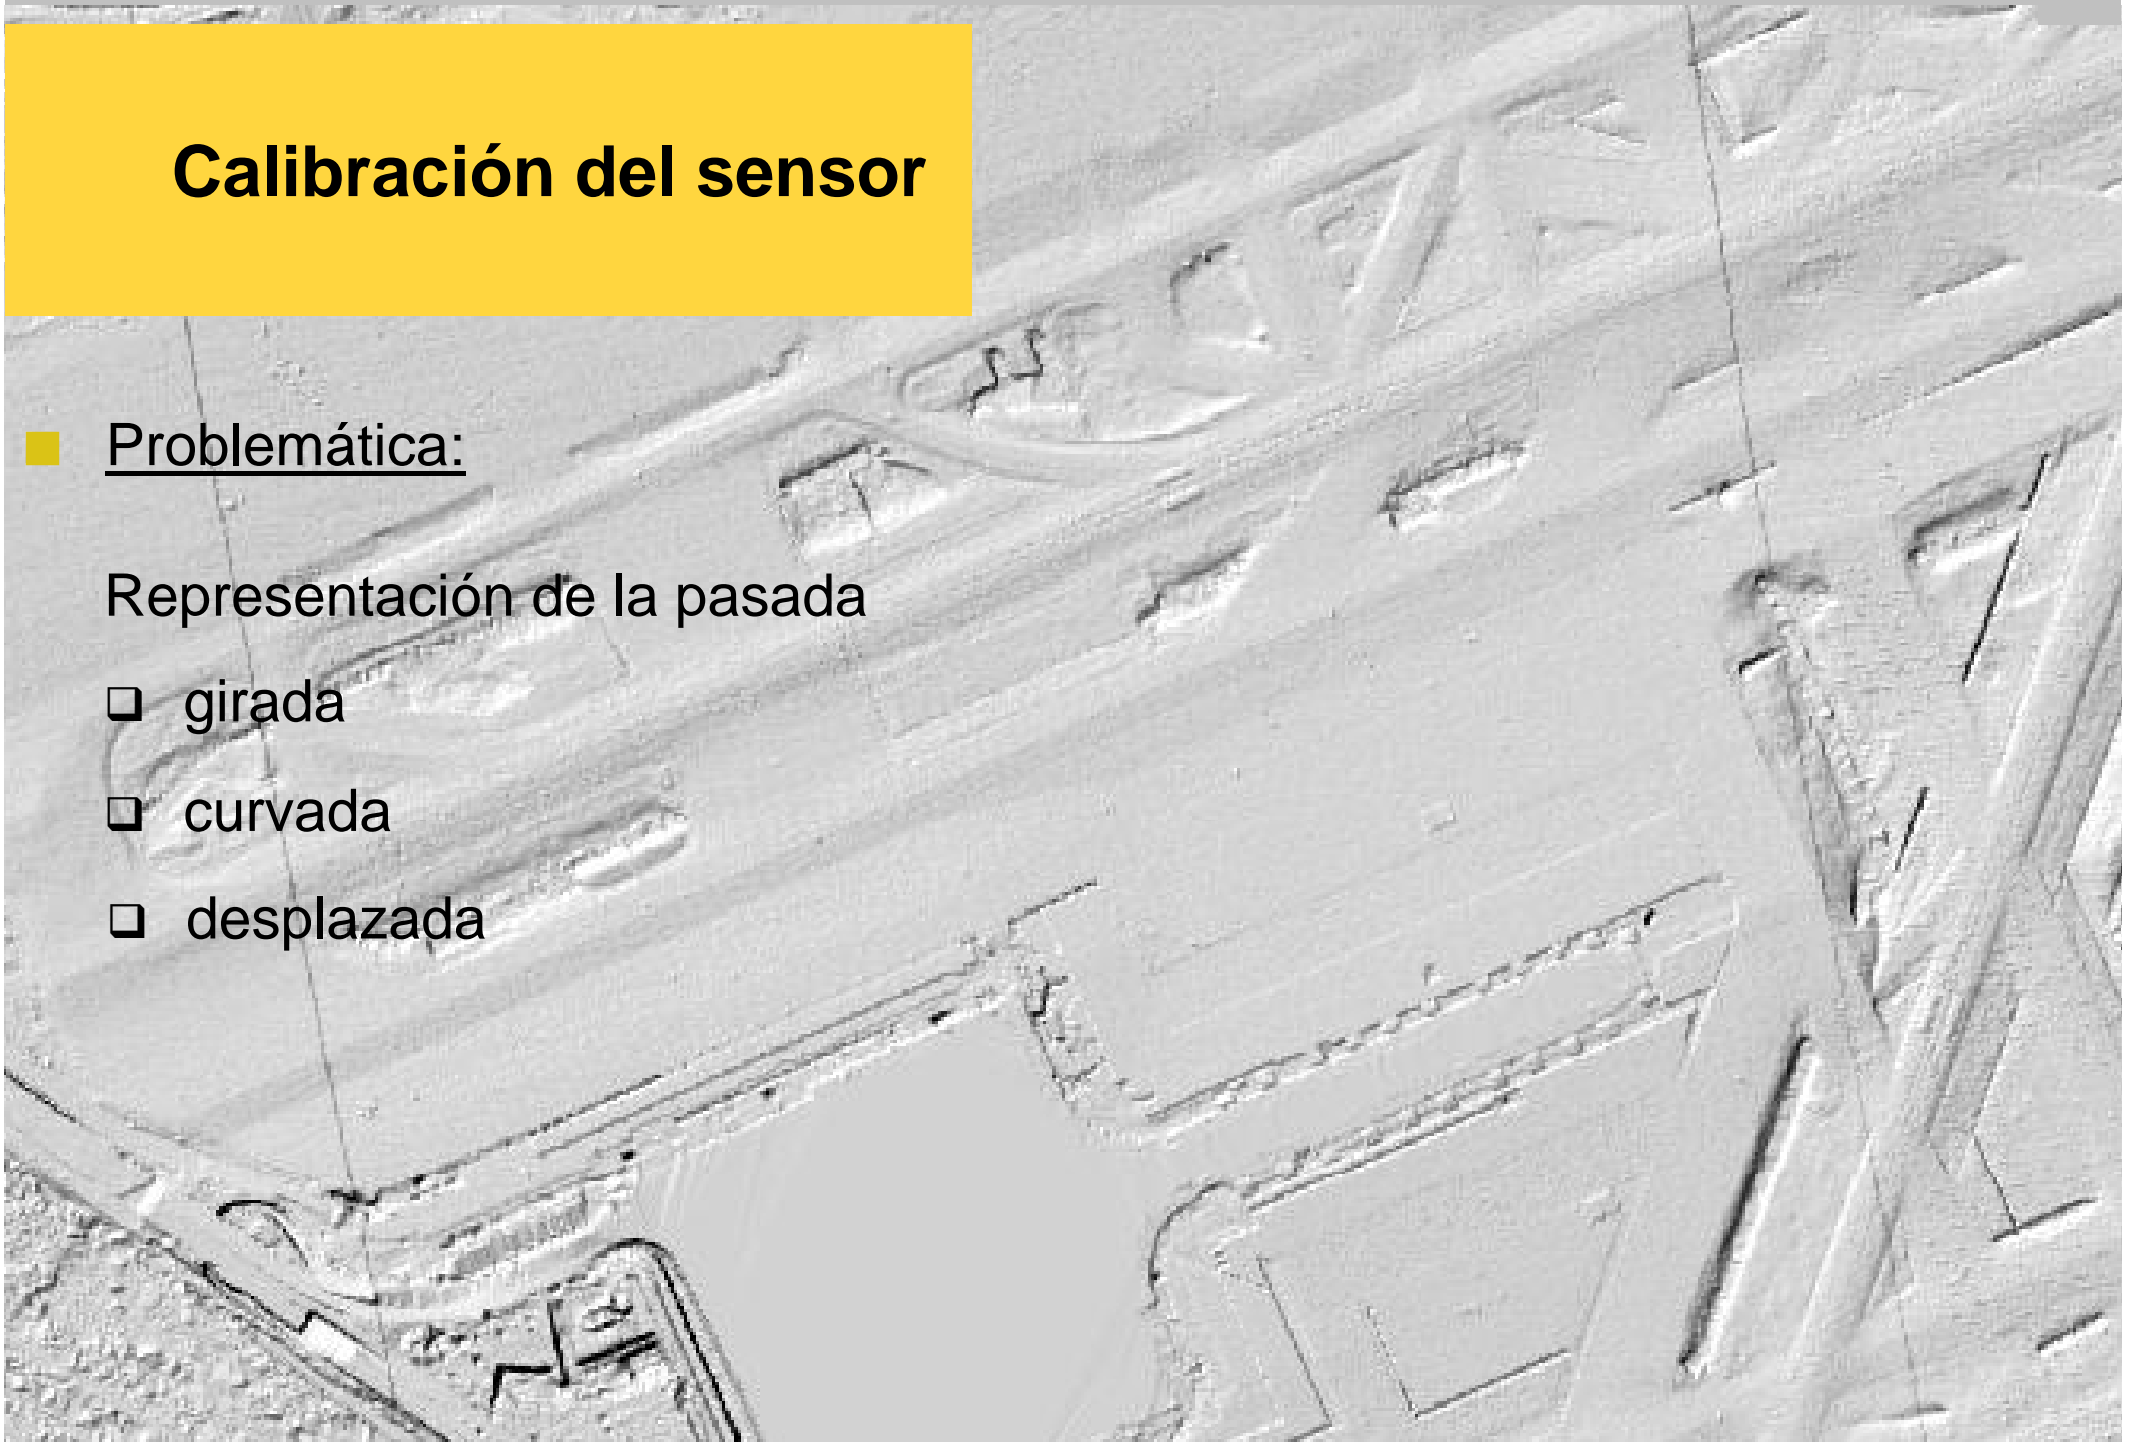 Calibración del sensor
Problemática:
Representación de la pasada
girada
curvada
desplazada